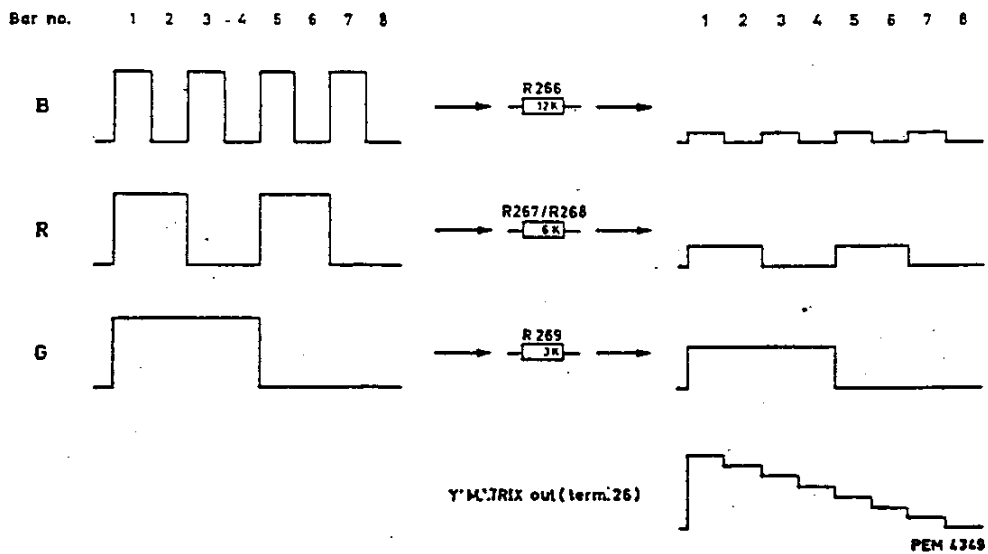 Bar no. 1 2 3 - 4 5 6 7 8 1 2 3 4 5 6 7 8
B
R266
12K
R
R267/R268
6K
G
R269
3K
Y' MATRIX out (term. 26)
PEM 4349